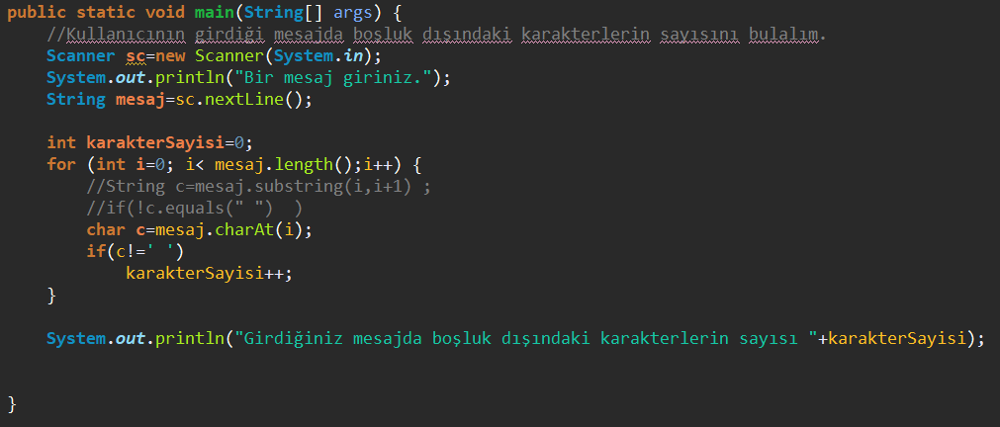 public static void main(String[] args) {
//Kullanıcının girdiği mesajda boşluk dışındaki karakterlerin sayısını bulalım.
Scanner sc=new Scanner(System.in);
System.out.println("Bir mesaj giriniz.");
String mesaj=sc.nextLine();
int karakterSayisi=0;
for (int i=0; i< mesaj.length();i++) {
//String c=mesaj.substring(i,i+1) ;
//if(!c.equals(" ")  )
char c=mesaj.charAt(i);
if(c!=' ')
karakterSayisi++;
}
System.out.println("Girdiğiniz mesajda boşluk dışındaki karakterlerin sayısı "+karakterSayisi);
}